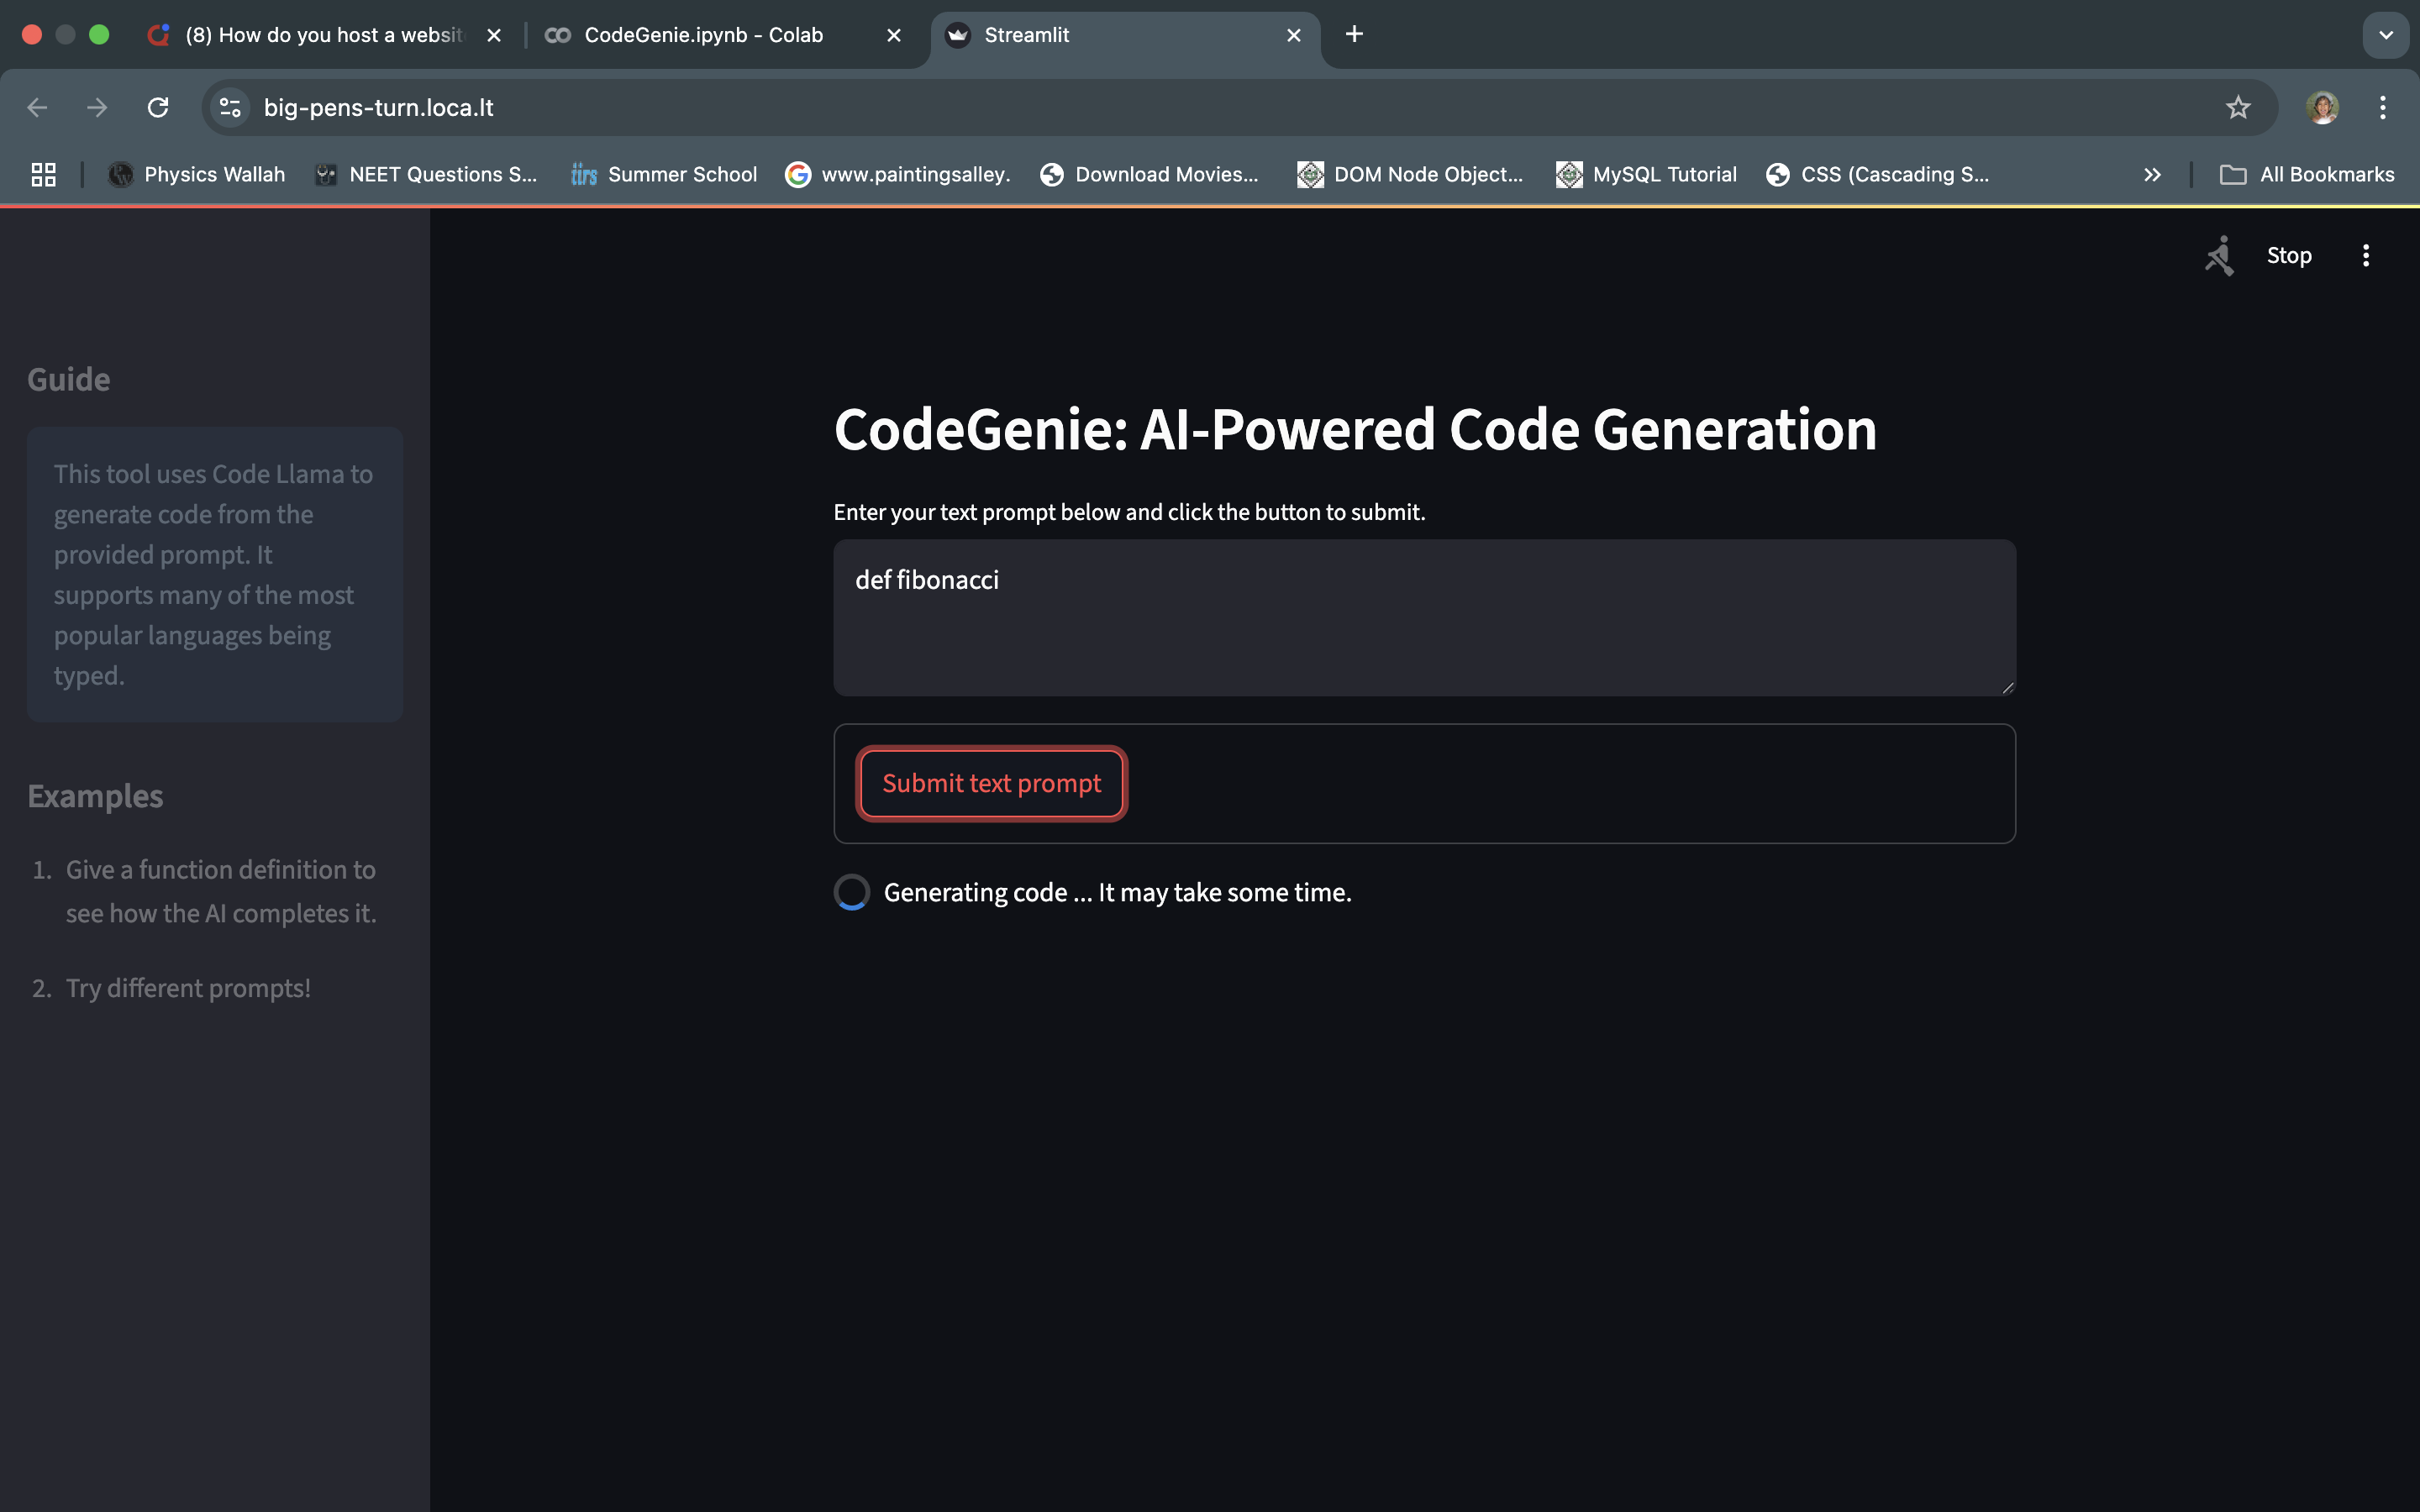 (8) How do you host a websit
CodeGenie.ipynb - Colab
Streamlit
big-pens-turn.loca.lt
Physics Wallah
NEET Questions S...
Summer School
www.paintingsalley.
Download Movies...
DOM Node Object...
MySQL Tutorial
CSS (Cascading S...
All Bookmarks
Stop
Guide
This tool uses Code Llama to
generate code from the
provided prompt. It
supports many of the most
popular languages being
typed.
Examples
1. Give a function definition to
see how the AI completes it.
2. Try different prompts!
CodeGenie: AI-Powered Code Generation
Enter your text prompt below and click the button to submit.
def fibonacci
Submit text prompt
Generating code ... It may take some time.